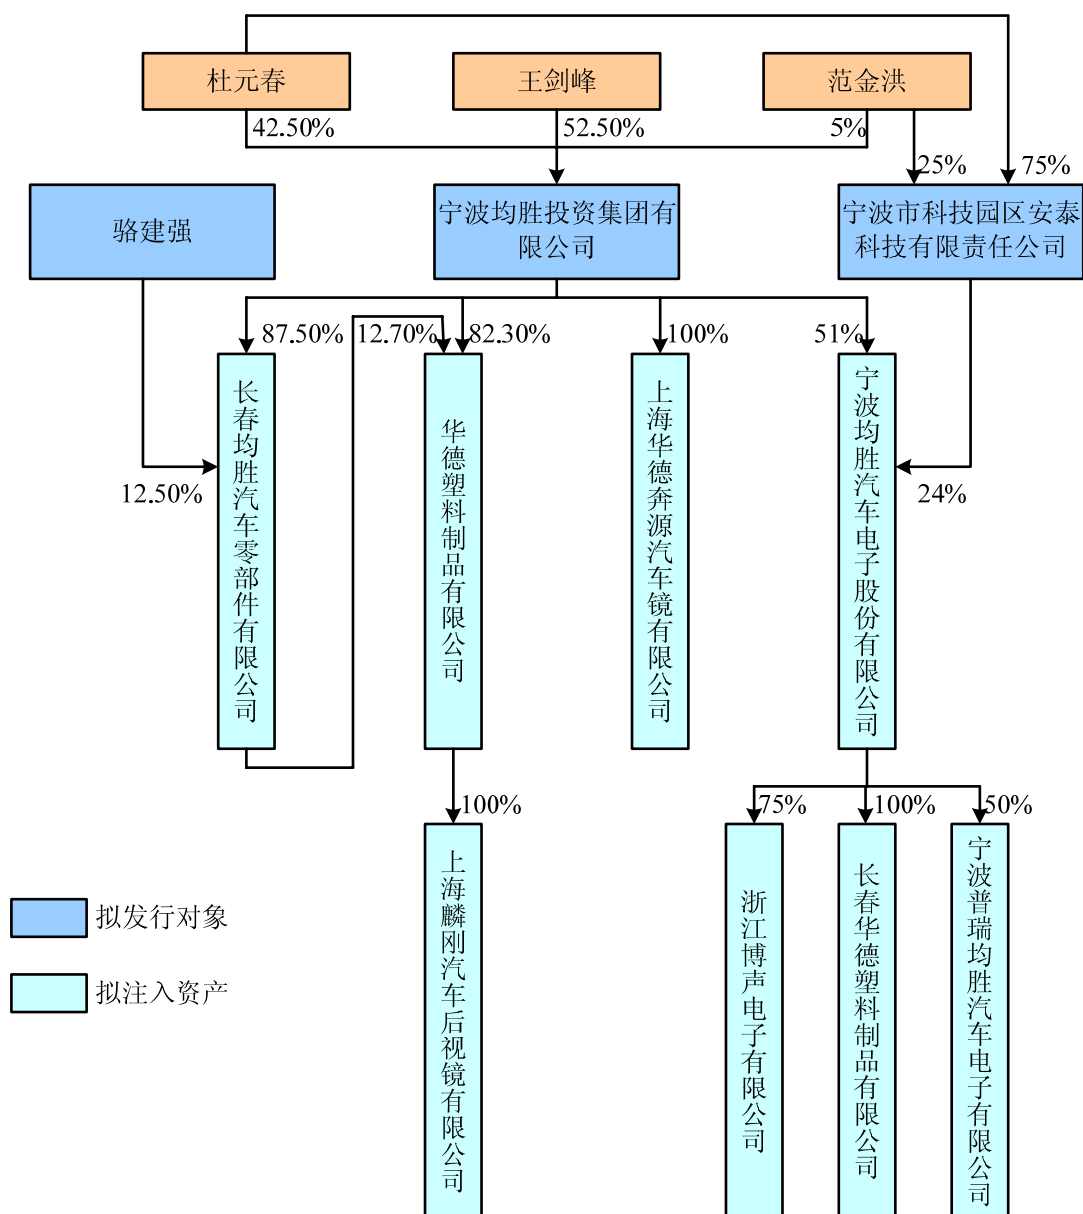 杜元春
王剑峰
范金洪
42.50%
52.50%
5%
25%
75%
骆建强
宁波均胜投资集团有
限公司
宁波市科技园区安泰
科技有限责任公司
87.50%
12.70%
82.30%
100%
51%
长春均胜汽车零部件有限公司
华德塑料制品有限公司
上海华德奔源汽车镜有限公司
宁波均胜汽车电子股份有限公司
12.50%
24%
100%
75%
100%
50%
上海麟刚汽车后视镜有限公司
浙江博声电子有限公司
长春华德塑料制品有限公司
宁波普瑞均胜汽车电子有限公司
拟发行对象
拟注入资产